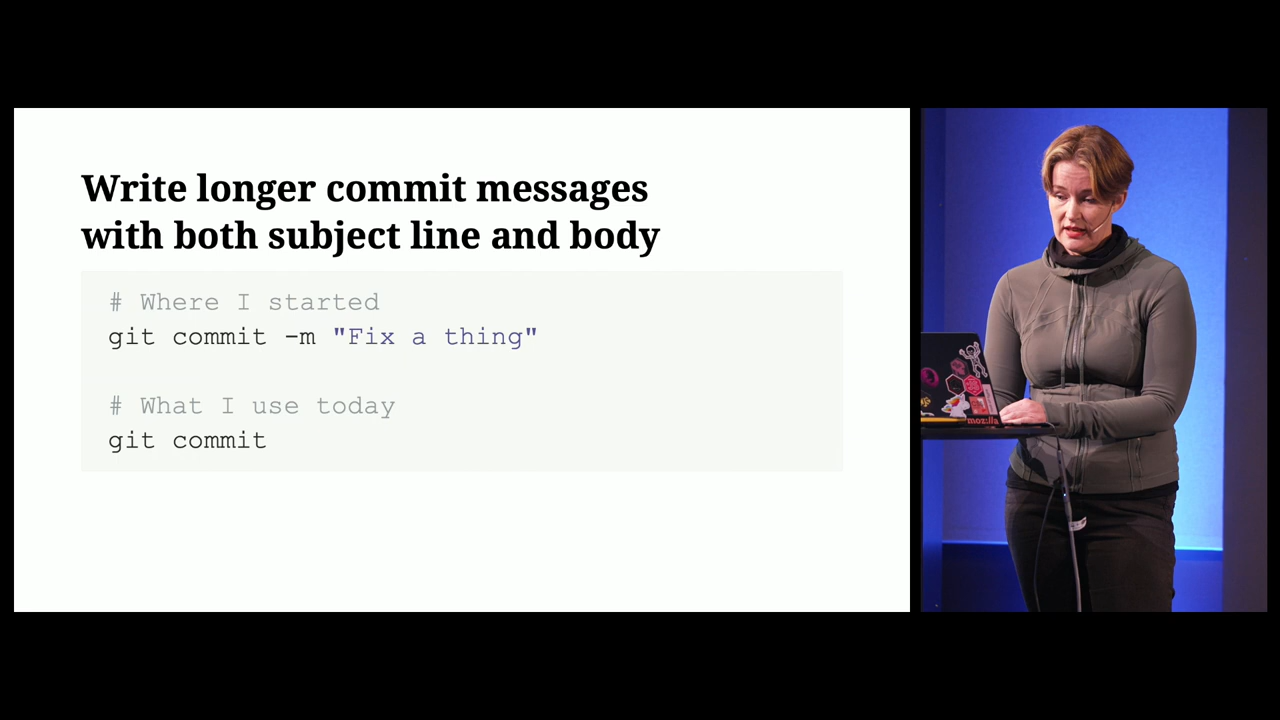 Write longer commit messages
with both subject line and body
# Where I started
git commit -m "Fix a thing"
# What I use today
git commit
moz://a